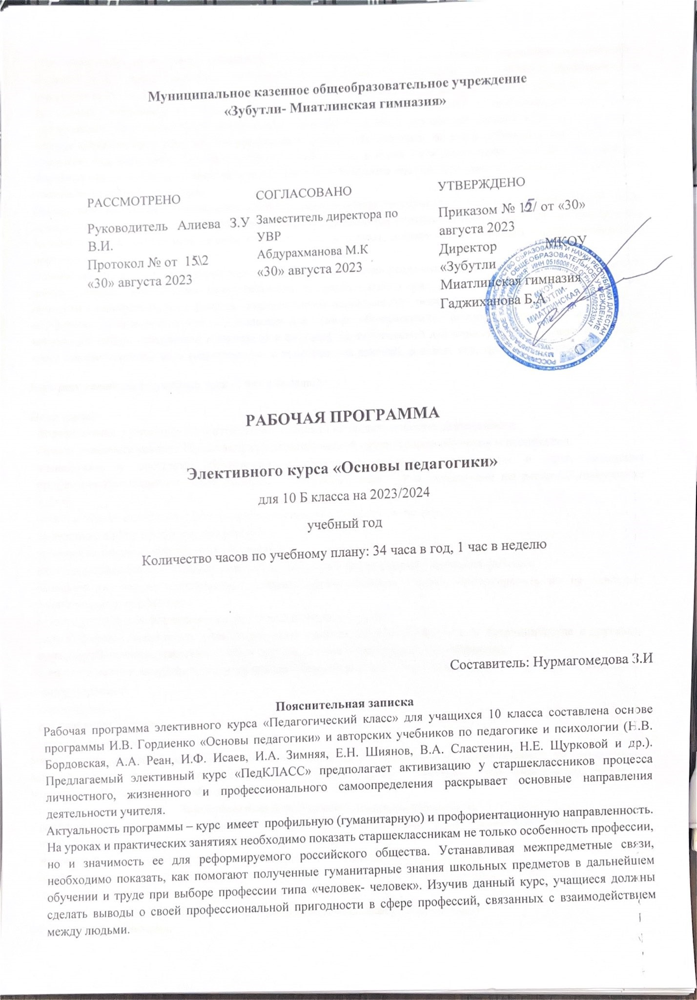 Муниципальное казенное общеобразовательное учреждение
«Зубутли- Миатлинская гимназия»
РАССМОТРЕНО
Руководитель Алиева З.У
В.И.
Протокол № от 15\2
«30» августа 2023
СОГЛАСОВАНО
Заместитель директора по
УВР
Абдурахманова М.К
«30» августа 2023
УТВЕРЖДЕНО
Приказом № 15/ от «30»
августа 2023
Директор МКОУ
«Зубутли
Миатлинская гимназия
Гаджиханова Б.А
МКОУ
"ЗУБУТЛИ-
МИАТЛИНСКАЯ
РАБОЧАЯ ПРОГРАММА
Элективного курса «Основы педагогики»
для 10 Б класса на 2023/2024
учебный год
Количество часов по учебному плану: 34 часа в год, 1 час в неделю
Составитель: Нурмагомедова З.И
Пояснительная записка
Рабочая программа элективного курса «Педагогический класс» для учащихся 10 класса составлена основе
программы И.В. Гордиенко «Основы педагогики» и авторских учебников по педагогике и психологии (Н.В.
Бордовская, А.А. Реан, И.Ф. Исаев, И.А. Зимняя, Е.Н. Шиянов, В.А. Сластенин, Н.Е. Щурковой и др.).
Предлагаемый элективный курс «ПедКЛАСС» предполагает активизацию у старшеклассников процесса
личностного, жизненного и профессионального самоопределения раскрывает основные направления
деятельности учителя.
Актуальность программы – курс имеет профильную (гуманитарную) и профориентационную направленность.
На уроках и практических занятиях необходимо показать старшеклассникам не только особенность профессии,
но и значимость ее для реформируемого российского общества. Устанавливая межпредметные связи,
необходимо показать, как помогают полученные гуманитарные знания школьных предметов в дальнейшем
обучении и труде при выборе профессии типа «человек- человек». Изучив данный курс, учащиеся должны
сделать выводы о своей профессиональной пригодности в сфере профессий, связанных с взаимодействием
между людьми.